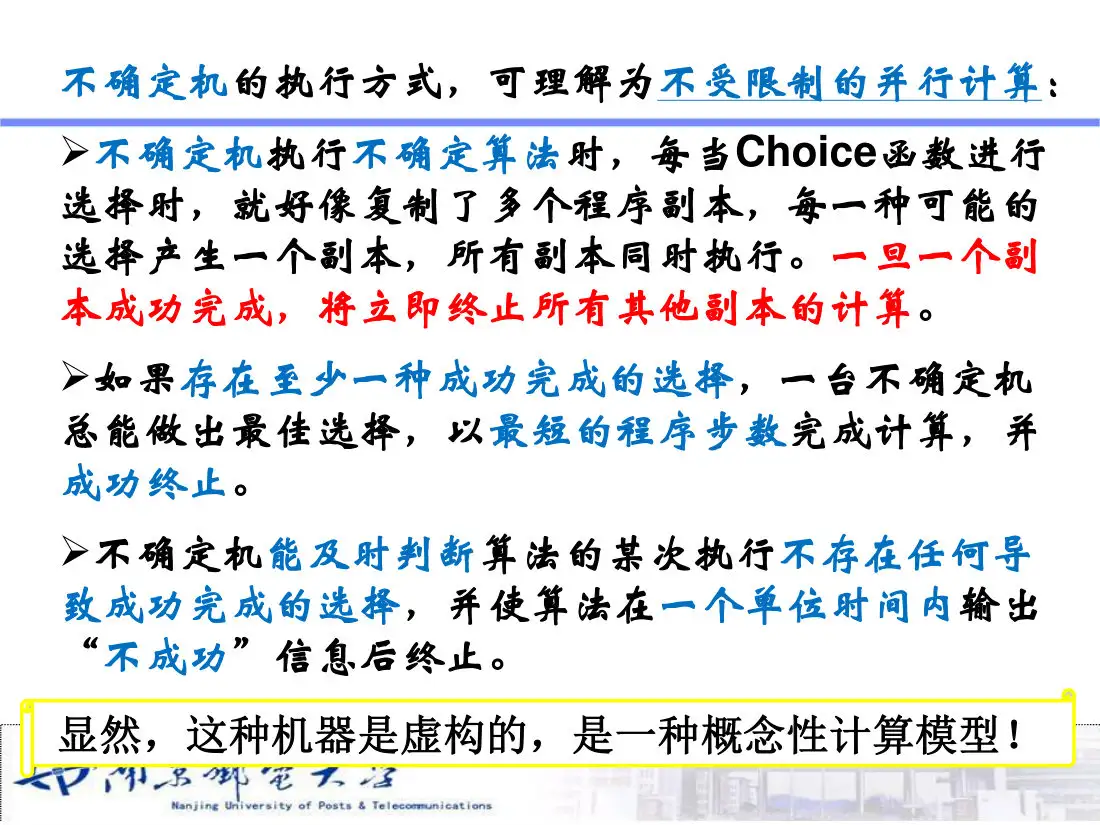 不确定机的执行方式，可理解为不受限制的并行计算：
➢不确定机执行不确定算法时，每当Choice函数进行
选择时，就好像复制了多个程序副本，每一种可能的
选择产生一个副本，所有副本同时执行。一旦一个副
本成功完成，将立即终止所有其他副本的计算。
➢如果存在至少一种成功完成的选择，一台不确定机
总能做出最佳选择，以最短的程序步数完成计算，并
成功终止。
➢不确定机能及时判断算法的某次执行不存在任何导
致成功完成的选择，并使算法在一个单位时间内输出
“不成功”信息后终止。
显然，这种机器是虚构的，是一种概念性计算模型！
南京邮电大学
Nanjing University of Posts & Telecommunications